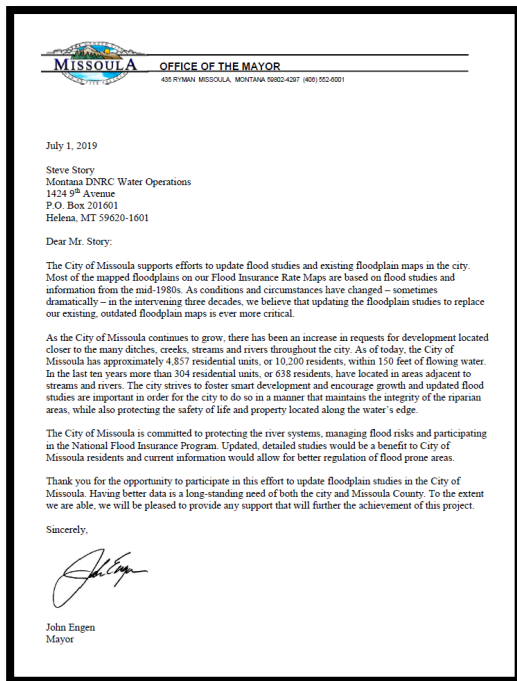 MISSOULA
OFFICE OF THE MAYOR
435 RYMAN MISSOULA, MONTANA 59802-4297 (406) 552-6001
July 1, 2019
Steve Story
Montana DNRC Water Operations
1424 9th Avenue
P.O. Box 201601
Helena, MT 59620-1601
Dear Mr. Story:
The City of Missoula supports efforts to update flood studies and existing floodplain maps in the city.
Most of the mapped floodplains on our Flood Insurance Rate Maps are based on flood studies and
information from the mid-1980s. As conditions and circumstances have changed – sometimes
dramatically – in the intervening three decades, we believe that updating the floodplain studies to replace
our existing, outdated floodplain maps is ever more critical.
As the City of Missoula continues to grow, there has been an increase in requests for development located
closer to the many ditches, creeks, streams and rivers throughout the city. As of today, the City of
Missoula has approximately 4,857 residential units, or 10,200 residents, within 150 feet of flowing water.
In the last ten years more than 304 residential units, or 638 residents, have located in areas adjacent to
streams and rivers. The city strives to foster smart development and encourage growth and updated flood
studies are important in order for the city to do so in a manner that maintains the integrity of the riparian
areas, while also protecting the safety of life and property located along the water's edge.
The City of Missoula is committed to protecting the river systems, managing flood risks and participating
in the National Flood Insurance Program. Updated, detailed studies would be a benefit to City of
Missoula residents and current information would allow for better regulation of flood prone areas.
Thank you for the opportunity to participate in this effort to update floodplain studies in the City of
Missoula. Having better data is a long-standing need of both the city and Missoula County. To the extent
we are able, we will be pleased to provide any support that will further the achievement of this project.
Sincerely,
John Engen
John Engen
Mayor